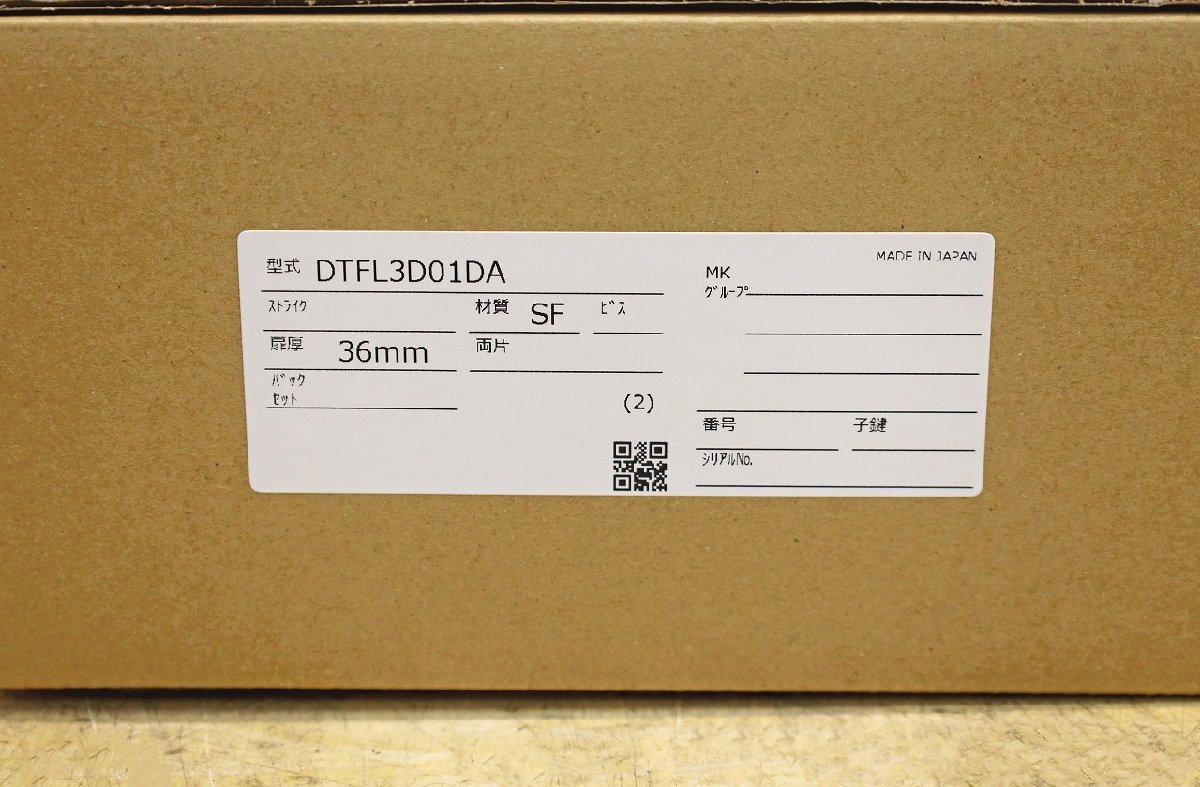 型式 DTFL3D01DA
ストライク 材質 SF ビス
扉厚 36mm 両片
バック
セット
(2)
MADE IN JAPAN
MK
グループ
番号 子鍵
シリアルNo.